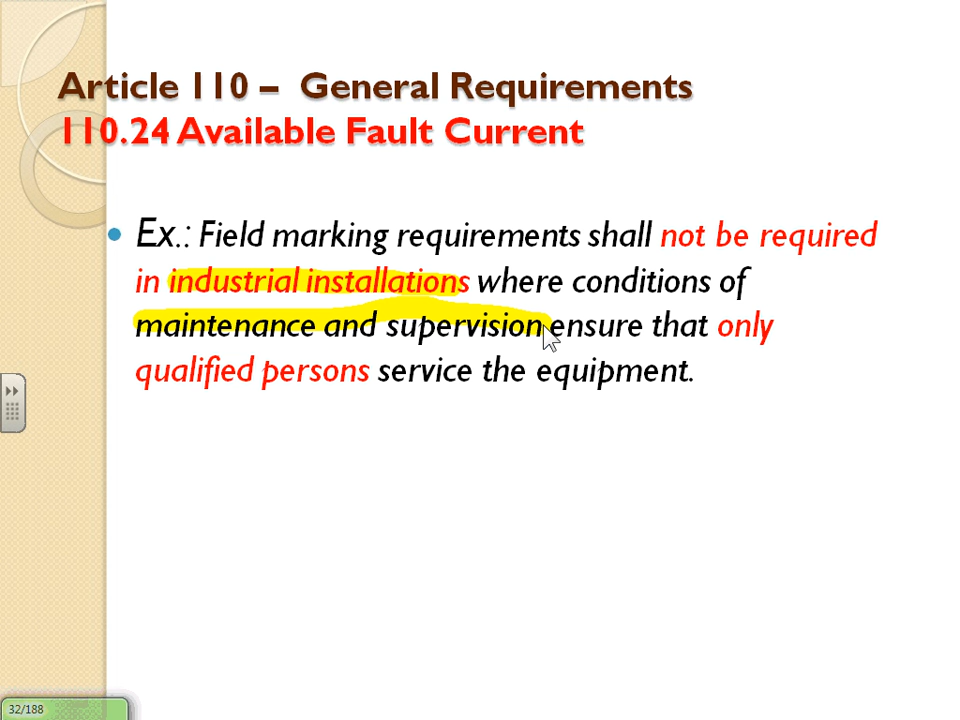 Article 110 – General Requirements
110.24 Available Fault Current
• Ex.: Field marking requirements shall not be required
in industrial installations where conditions of
maintenance and supervision ensure that only
qualified persons service the equipment.
32/188